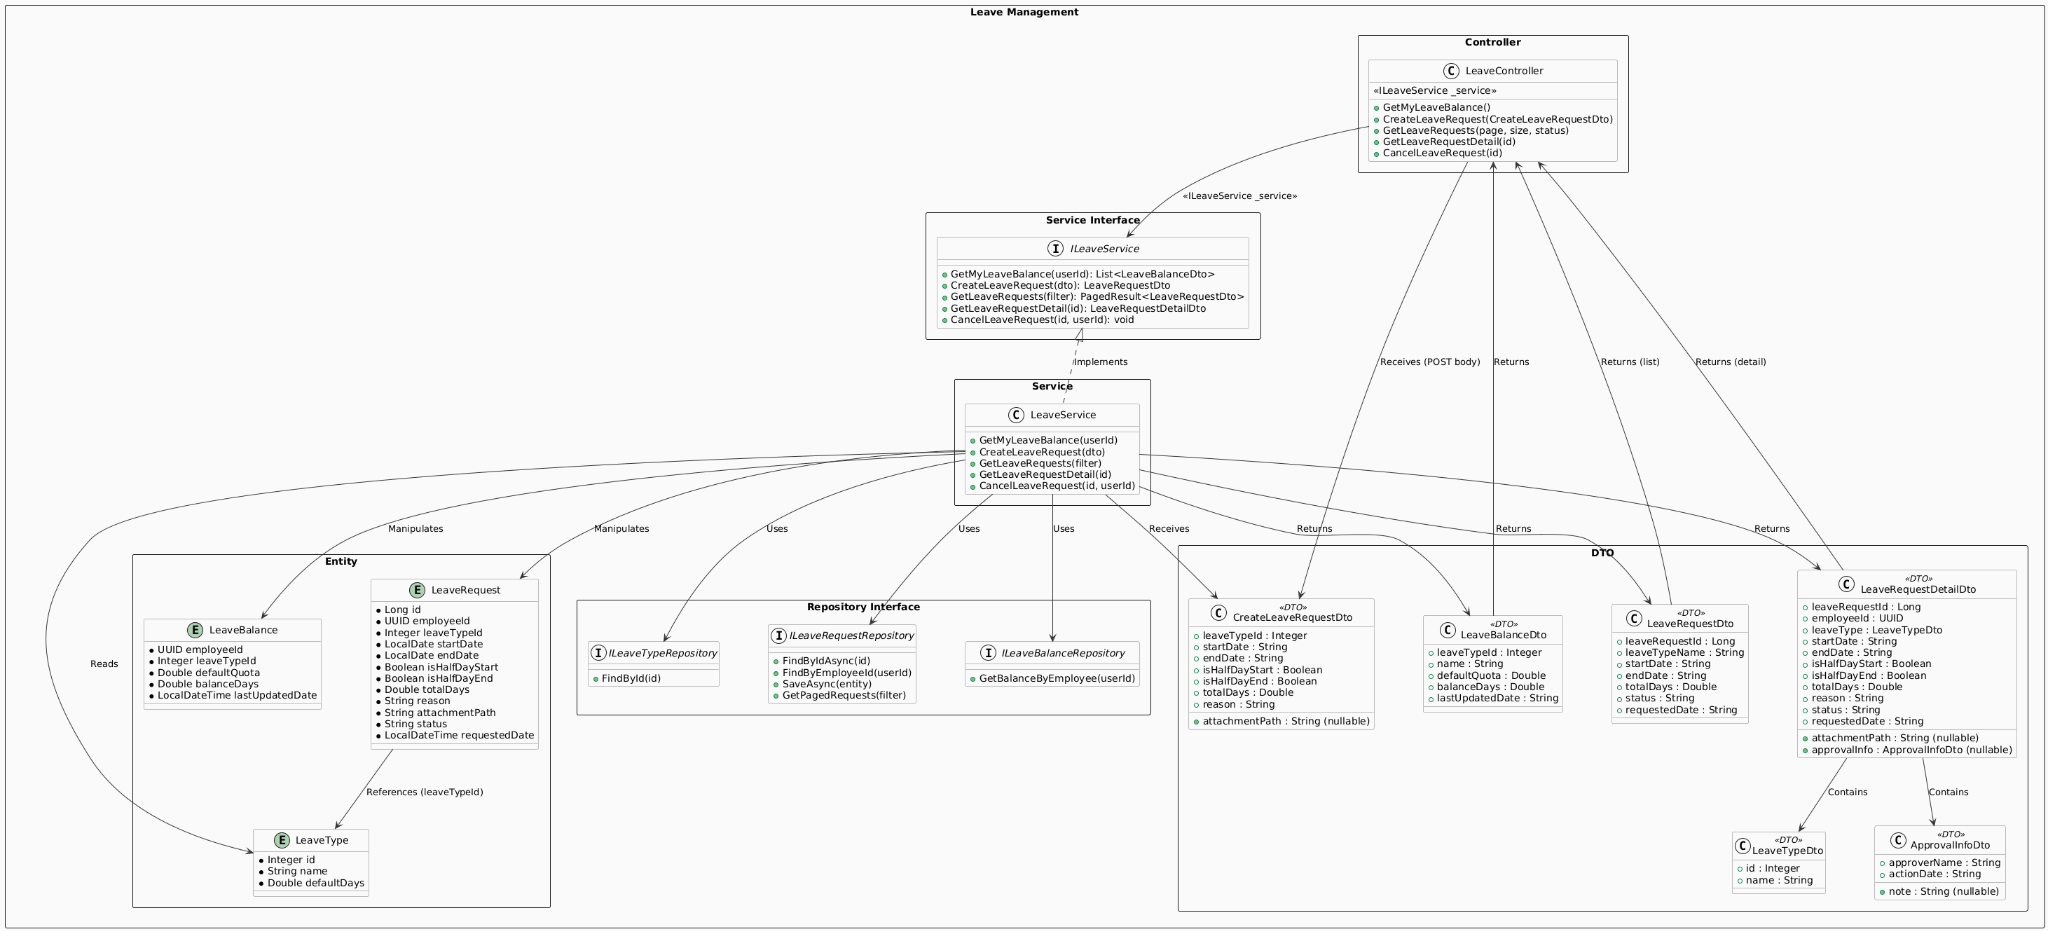 Leave Management
Controller
C LeaveController
«ILeaveService _service»
GetMyLeaveBalance()
CreateLeaveRequest(CreateLeaveRequestDto)
GetLeaveRequests(page, size, status)
GetLeaveRequestDetail(id)
CancelLeaveRequest(id)
«ILeaveService _service»
Service Interface
I ILeaveService
GetMyLeaveBalance(userId): List<LeaveBalanceDto>
CreateLeaveRequest(dto): LeaveRequestDto
GetLeaveRequests(filter): PagedResult<LeaveRequestDto>
GetLeaveRequestDetail(id): LeaveRequestDetailDto
CancelLeaveRequest(id, userId): void
Implements
Receives (POST body)
Returns
Returns (list)
Returns (detail)
Service
C LeaveService
GetMyLeaveBalance(userId)
CreateLeaveRequest(dto)
GetLeaveRequests(filter)
GetLeaveRequestDetail(id)
CancelLeaveRequest(id, userId)
Manipulates
Manipulates
Uses
Uses
Uses
Receives
Returns
Returns
Returns
Reads
Entity
E LeaveBalance
UUID employeeId
Integer leaveTypeId
Double defaultQuota
Double balanceDays
LocalDateTime lastUpdatedDate
E LeaveRequest
Long id
UUID employeeId
Integer leaveTypeId
LocalDate startDate
LocalDate endDate
Boolean isHalfDayStart
Boolean isHalfDayEnd
Double totalDays
String reason
String attachmentPath
String status
LocalDateTime requestedDate
References (leaveTypeId)
E LeaveType
Integer id
String name
Double defaultDays
Repository Interface
I ILeaveTypeRepository
FindById(id)
I ILeaveRequestRepository
FindByIdAsync(id)
FindByEmployeeId(userId)
SaveAsync(entity)
GetPagedRequests(filter)
I ILeaveBalanceRepository
GetBalanceByEmployee(userId)
DTO
«DTO»
C CreateLeaveRequestDto
leaveTypeId : Integer
startDate : String
endDate : String
isHalfDayStart : Boolean
isHalfDayEnd : Boolean
totalDays : Double
reason : String
attachmentPath : String (nullable)
«DTO»
C LeaveBalanceDto
leaveTypeId : Integer
name : String
defaultQuota : Double
balanceDays : Double
lastUpdatedDate : String
«DTO»
C LeaveRequestDto
leaveRequestId : Long
leaveTypeName : String
startDate : String
endDate : String
totalDays : Double
status : String
requestedDate : String
«DTO»
C LeaveRequestDetailDto
leaveRequestId : Long
employeeId : UUID
leaveType : LeaveTypeDto
startDate : String
endDate : String
isHalfDayStart : Boolean
isHalfDayEnd : Boolean
totalDays : Double
reason : String
status : String
requestedDate : String
attachmentPath : String (nullable)
approvalInfo : ApprovalInfoDto (nullable)
Contains
Contains
«DTO»
C LeaveTypeDto
id : Integer
name : String
«DTO»
C ApprovalInfoDto
approverName : String
actionDate : String
note : String (nullable)